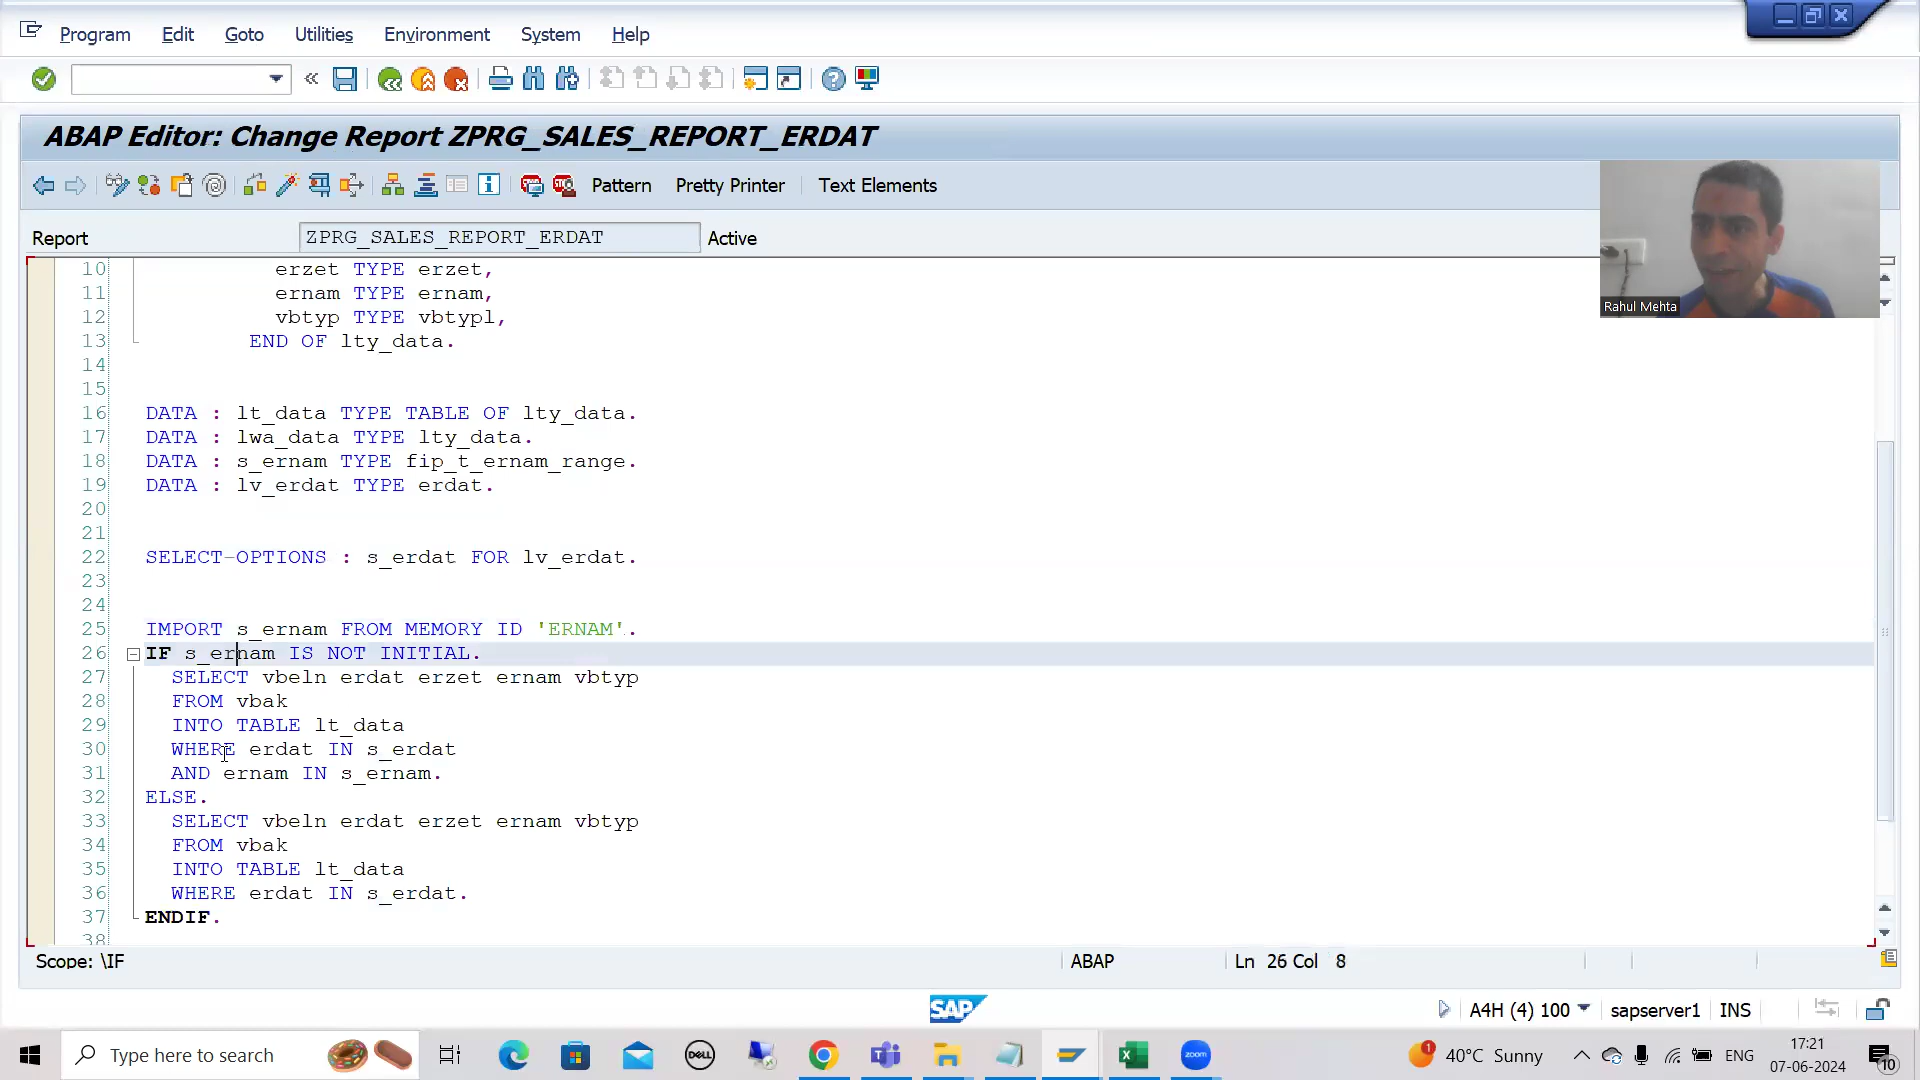 Program Edit Goto Utilities Environment System Help
ABAP Editor: Change Report ZPRG_SALES_REPORT_ERDAT
Pattern Pretty Printer Text Elements
Report ZPRG_SALES_REPORT_ERDAT Active
Rahul Mehta
10 erzet TYPE erzet,
11 ernam TYPE ernam,
12 vbtyp TYPE vbtypl,
13 END OF lty_data.
14
15
16 DATA : lt_data TYPE TABLE OF lty_data.
17 DATA : lwa_data TYPE lty_data.
18 DATA : s_ernam TYPE fip_t_ernam_range.
19 DATA : lv_erdat TYPE erdat.
20
21
22 SELECT-OPTIONS : s_erdat FOR lv_erdat.
23
24
25 IMPORT s_ernam FROM MEMORY ID 'ERNAM'.
26 IF s_ernam IS NOT INITIAL.
27 SELECT vbeln erdat erzet ernam vbtyp
28 FROM vbak
29 INTO TABLE lt_data
30 WHERE erdat IN s_erdat
31 AND ernam IN s_ernam.
32 ELSE.
33 SELECT vbeln erdat erzet ernam vbtyp
34 FROM vbak
35 INTO TABLE lt_data
36 WHERE erdat IN s_erdat.
37 ENDIF.
38
Scope: \IF ABAP Ln 26 Col 8
SAP A4H (4) 100 sapserver1 INS
Type here to search DELL zoom 1 40°C Sunny ENG 17:21
07-06-2024 10